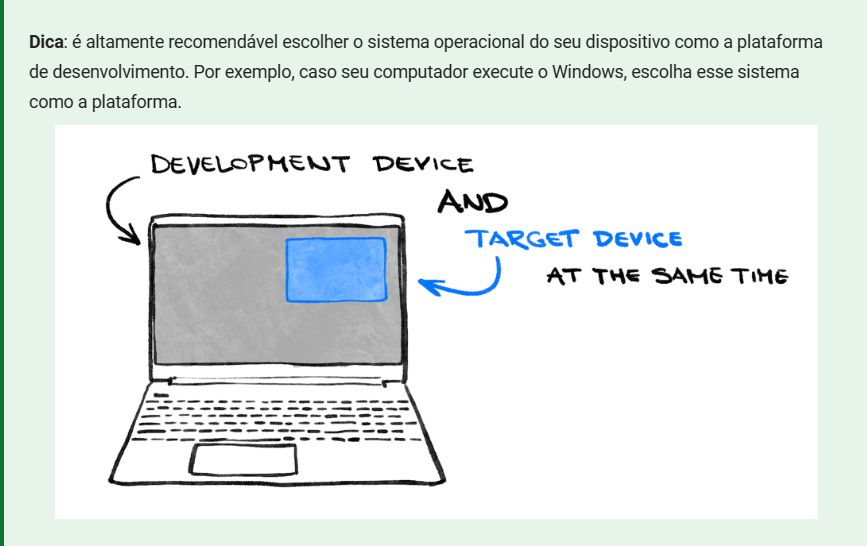 Dica: é altamente recomendável escolher o sistema operacional do seu dispositivo como a plataforma
de desenvolvimento. Por exemplo, caso seu computador execute o Windows, escolha esse sistema
como a plataforma.
DEVELOPMENT DEVICE
AND
TARGET DEVICE
AT THE SAME TIME